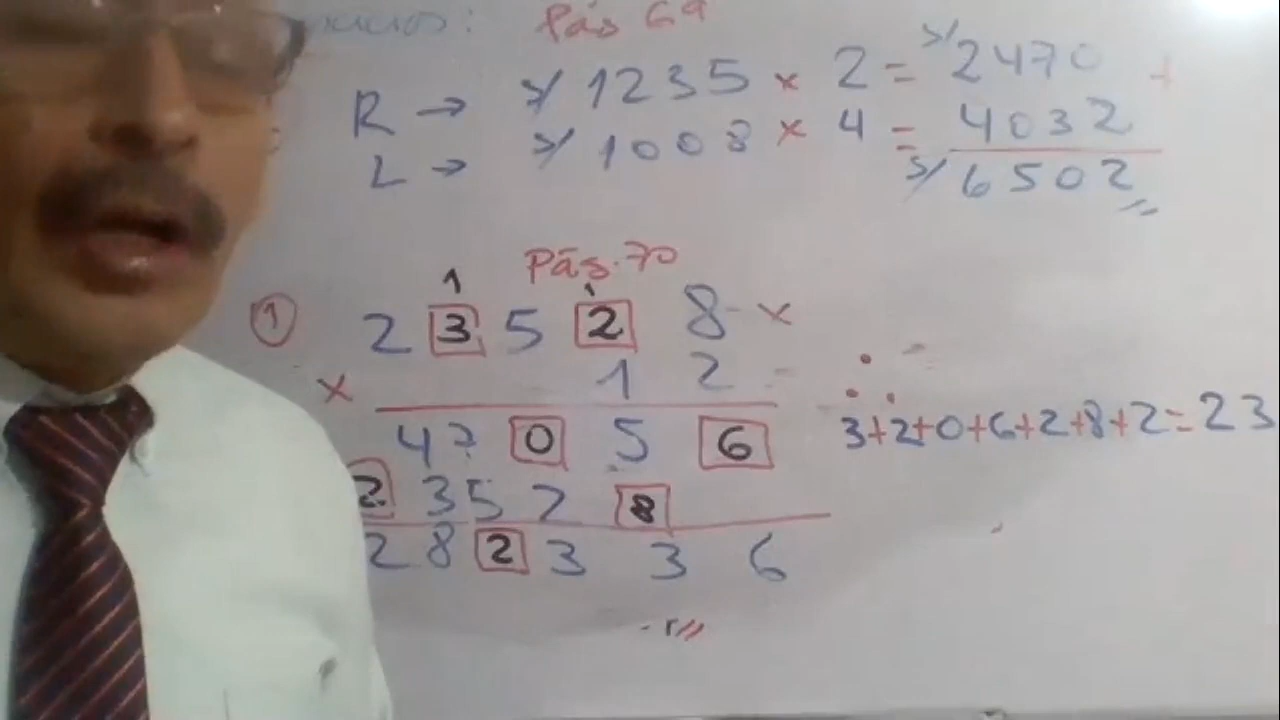 Pág 69
R → S/ 1235 × 2 = S/ 2470 +
L → S/ 1008 × 4 = 4032
S/ 6502
Pág. 70
1 1
① 2 3 5 2 8 ×
× 1 2
4 7 0 5 6
3+2+0+6+2+8+2=23
2 3 5 2 8
2 8 2 3 3 6